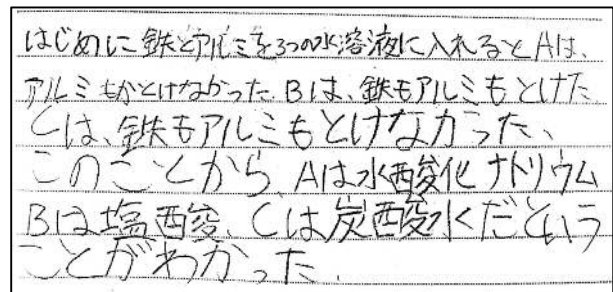 はじめに鉄とアルミを3つの水溶液に入れるとAは、
アルミしかとけなかった。Bは、鉄もアルミもとけた
Cは、鉄もアルミもとけなかった、
このことから、Aは水酸化ナトリウム
Bは塩酸、Cは炭酸水だという
ことがわかった、